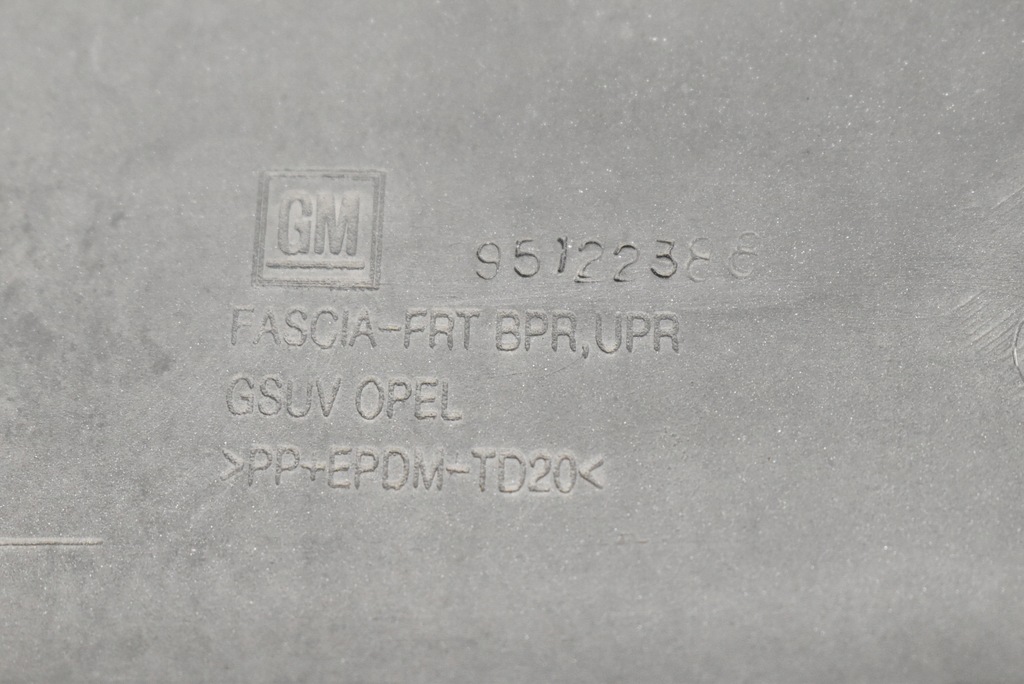 GM 95122386
FASCIA-FRT BPR,UPR
GSUV OPEL
>PP+EPDM-TD20<